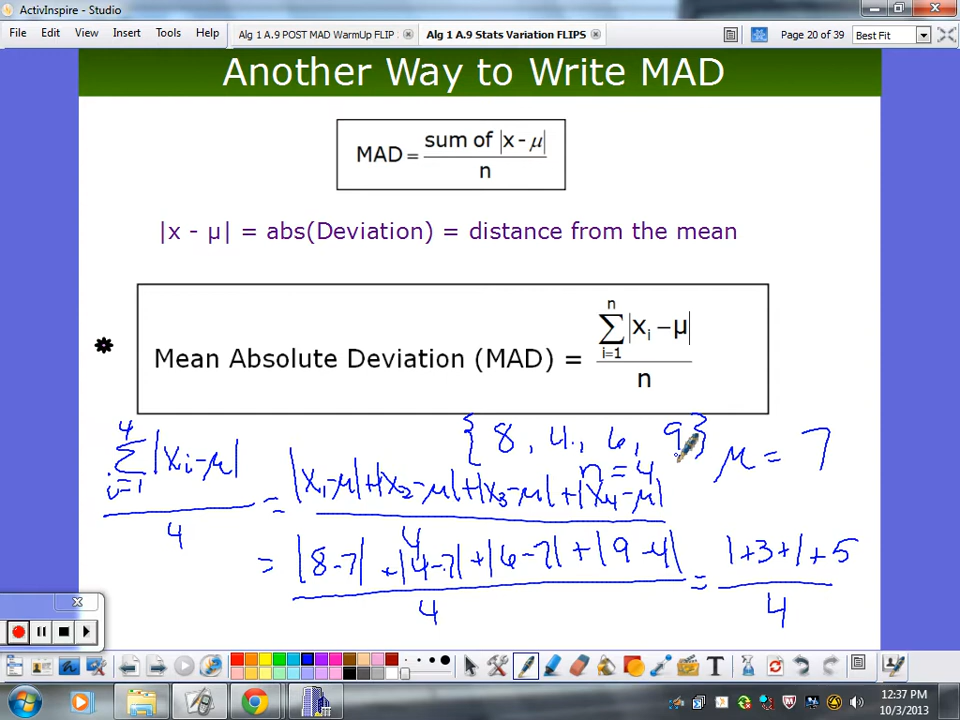 ActivInspire - Studio
File Edit View Insert Tools Help
Alg 1 A.9 POST MAD WarmUp FLIP
Alg 1 A.9 Stats Variation FLIPS
Page 20 of 39
Best Fit
Another Way to Write MAD
MAD = sum of |x - μ| / n
|x - μ| = abs(Deviation) = distance from the mean
Mean Absolute Deviation (MAD) = n ∑ i=1 |xᵢ – μ| / n
{8, 4, 6, 9} μ = 7
n = 4
4 ∑ i=1 |xi-μ| / 4 = |x1-μ|+|x2-μ|+|x3-μ|+|x4-μ| / 4
= |8-7|+|4-7|+|6-7|+|9-4| / 4 = 1+3+1+5 / 4
12:37 PM
10/3/2013